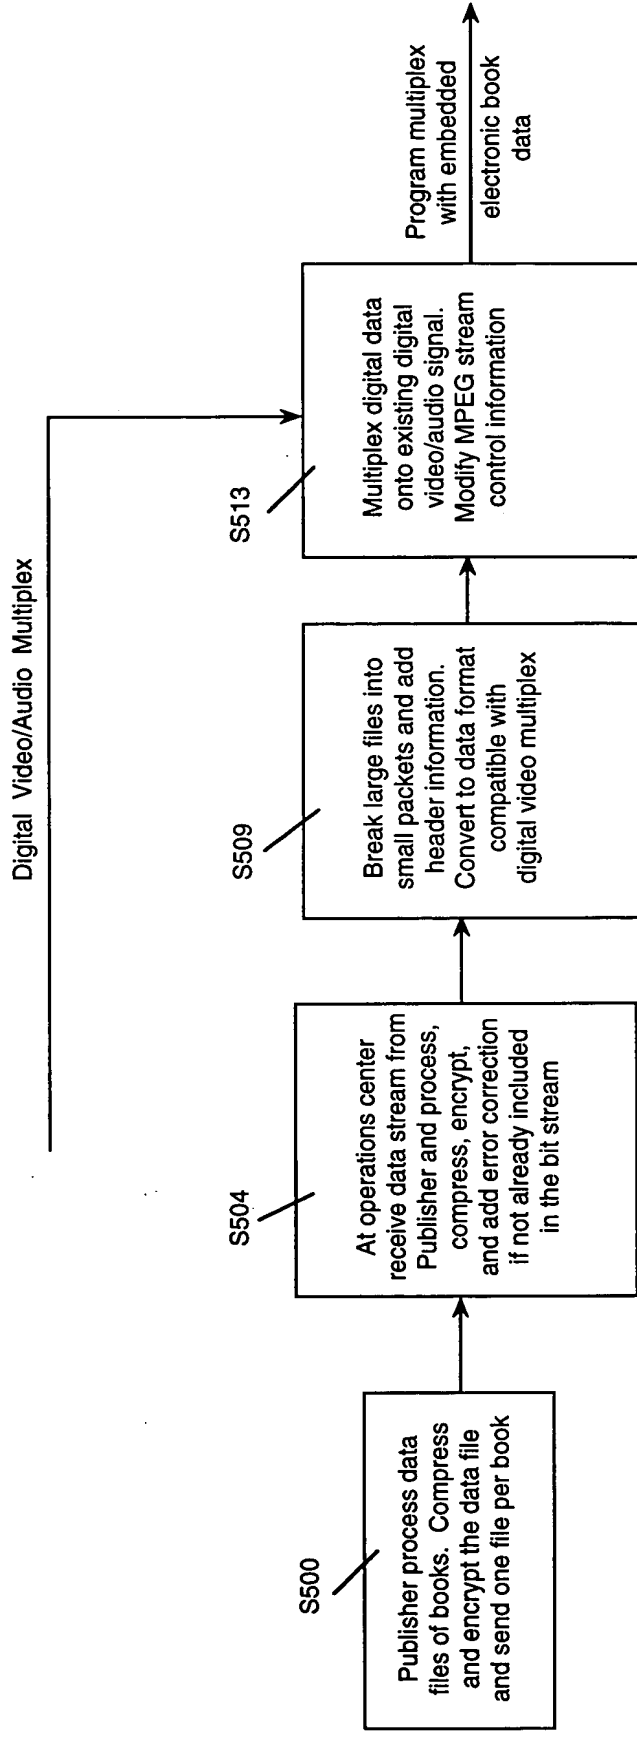 Digital Video/Audio Multiplex
S500
Publisher process data
files of books. Compress
and encrypt the data file
and send one file per book
S504
At operations center
receive data stream from
Publisher and process,
compress, encrypt,
and add error correction
if not already included
in the bit stream
S509
Break large files into
small packets and add
header information.
Convert to data format
compatible with
digital video multiplex
S513
Multiplex digital data
onto existing digital
video/audio signal.
Modify MPEG stream
control information
Program multiplex
with embedded
electronic book
data